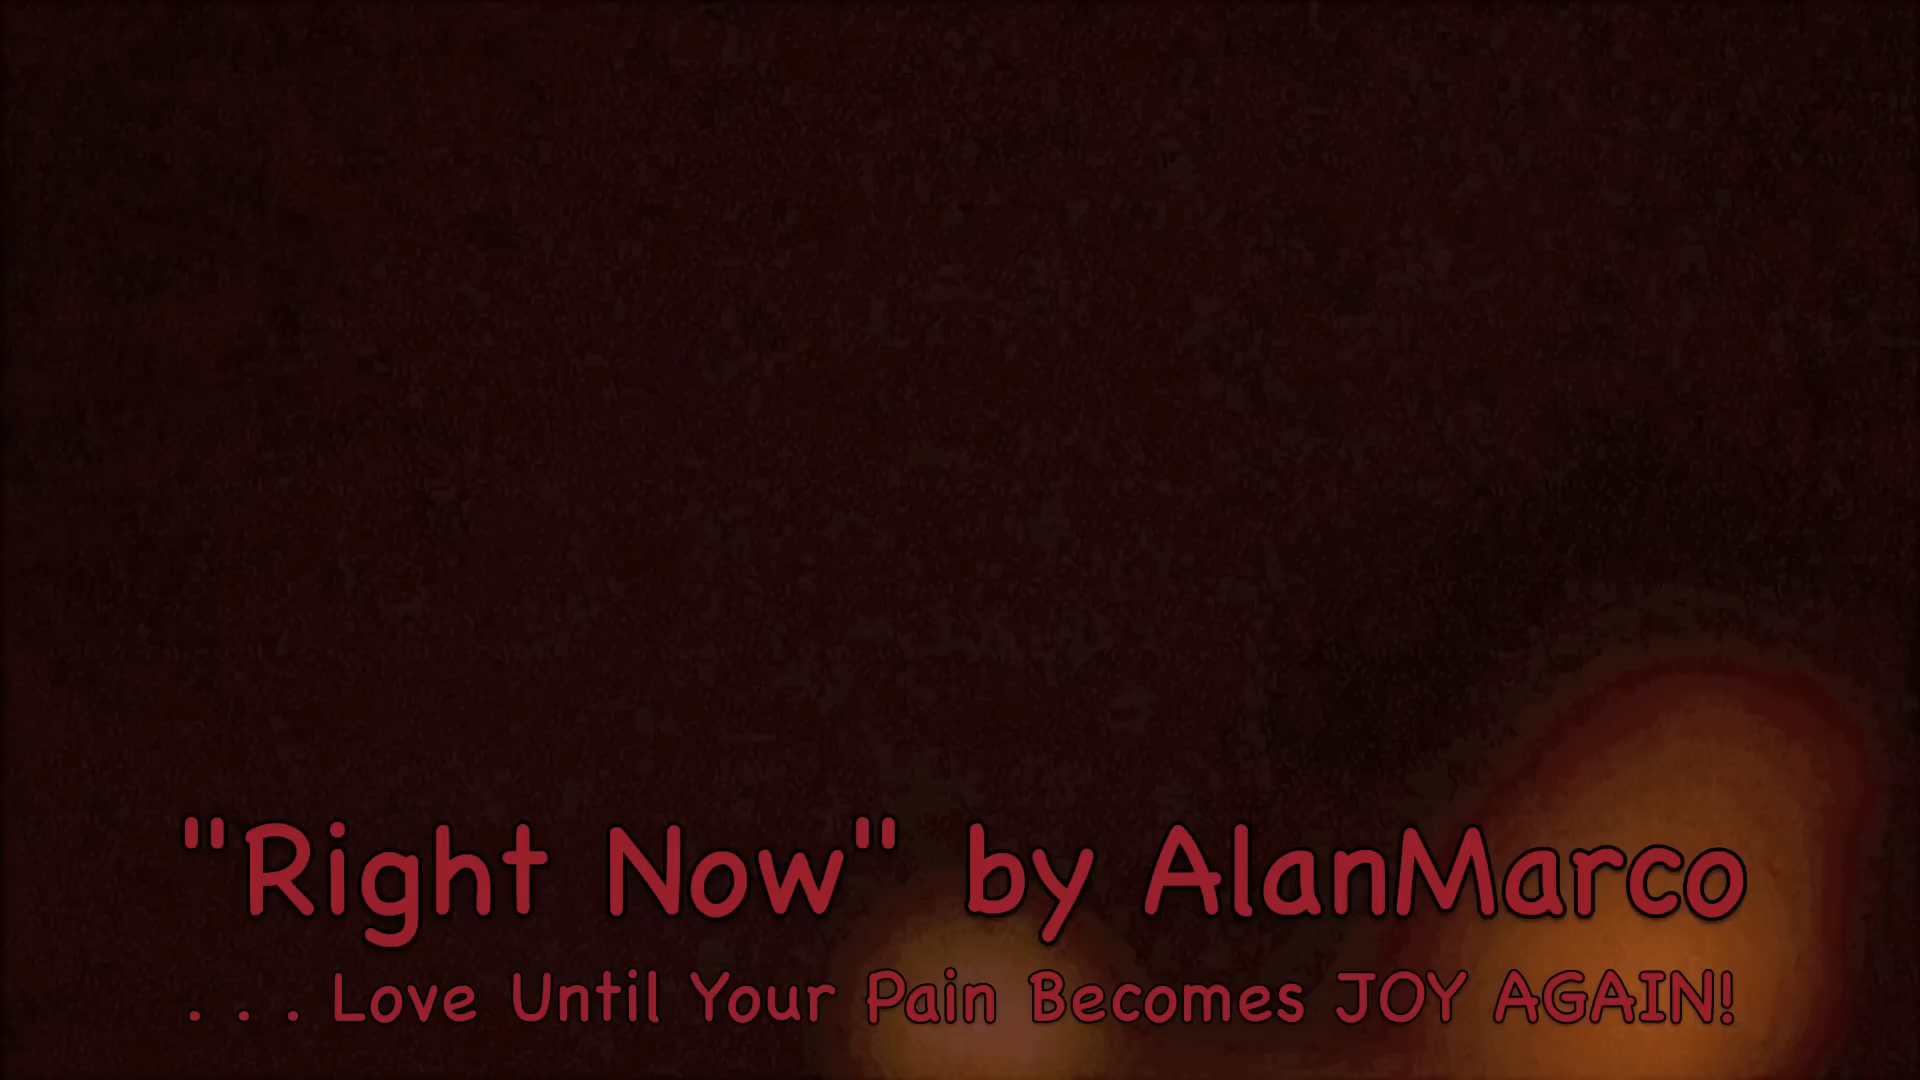 "Right Now" by AlanMarco
. . . Love Until Your Pain Becomes JOY AGAIN!